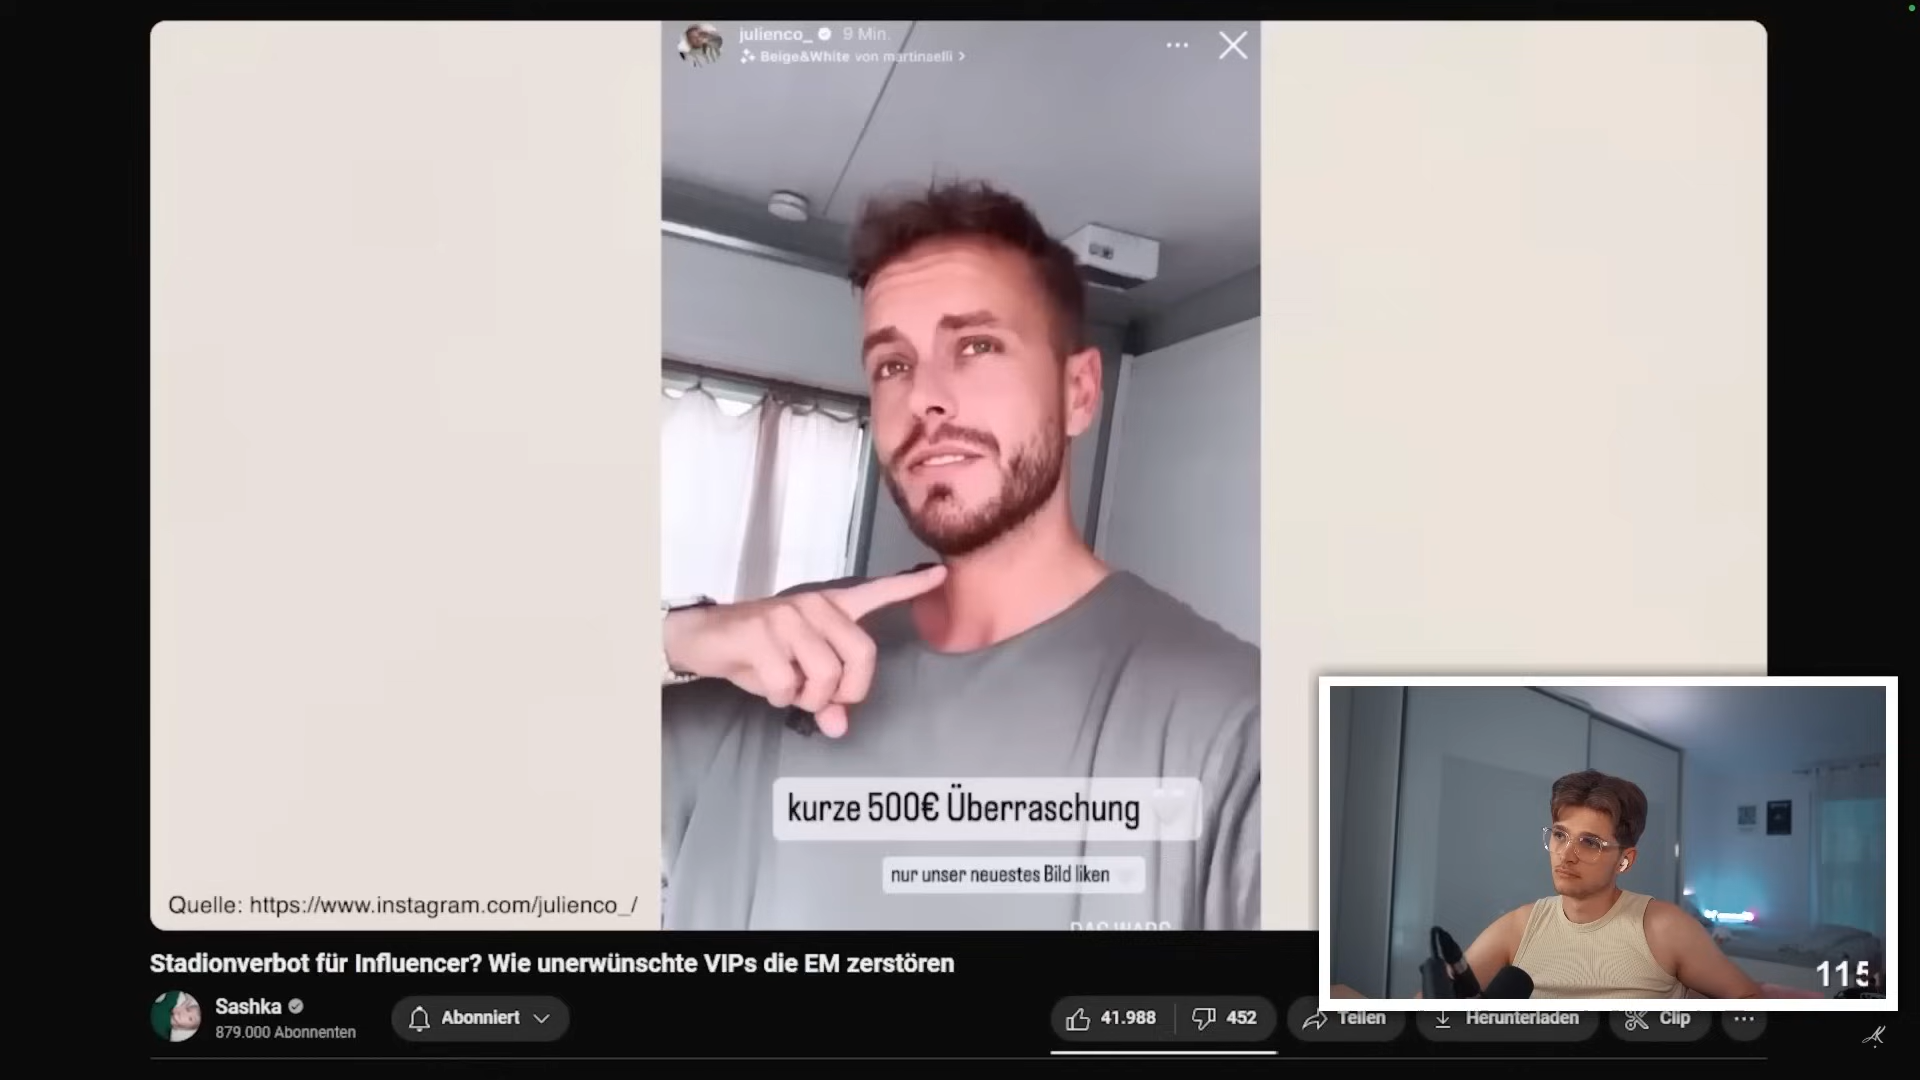 julienco_ 9 Min.
Beige&White von martinaelli >
kurze 500€ Überraschung
nur unser neuestes Bild liken
Quelle: https://www.instagram.com/julienco_/
Stadionverbot für Influencer? Wie unerwünschte VIPs die EM zerstören
Sashka
879.000 Abonnenten
Abonniert
41.988
452
Teilen
Herunterladen
Clip
115